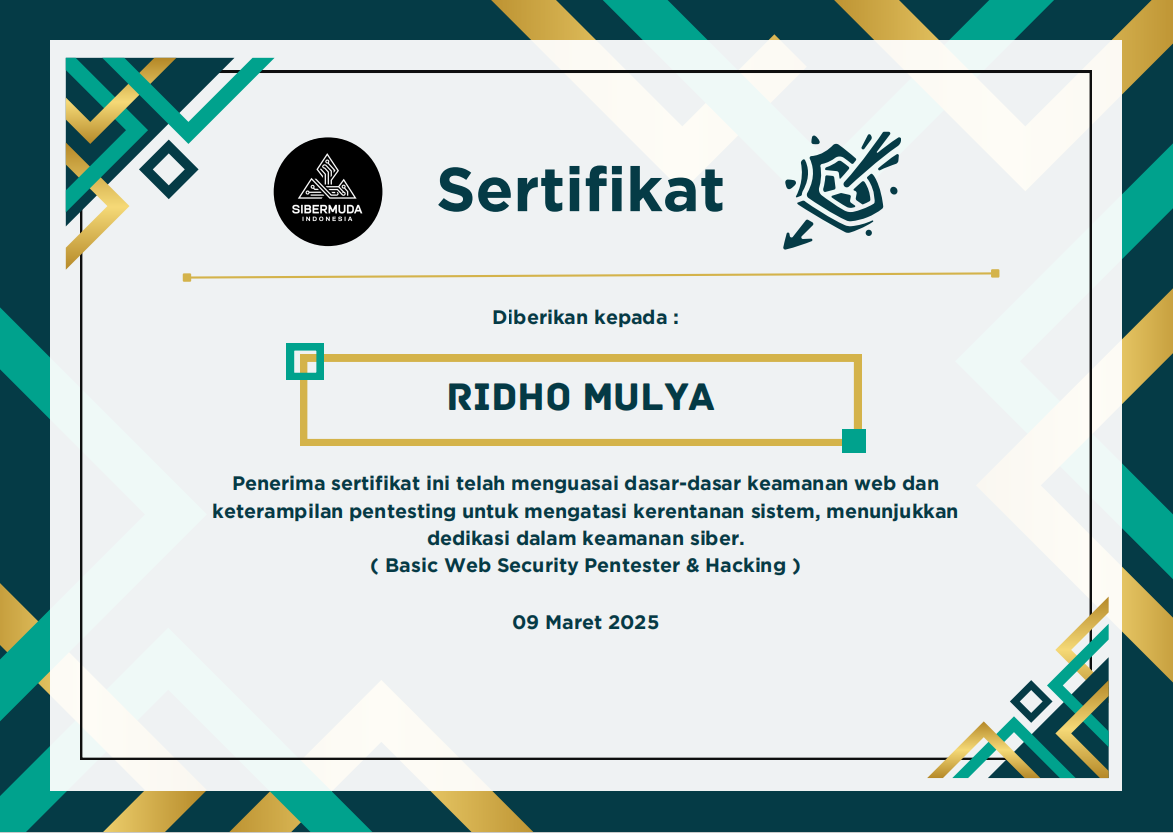 SIBERMUDA
INDONESIA
Sertifikat
Diberikan kepada :
RIDHO MULYA
Penerima sertifikat ini telah menguasai dasar-dasar keamanan web dan
keterampilan pentesting untuk mengatasi kerentanan sistem, menunjukkan
dedikasi dalam keamanan siber.
( Basic Web Security Pentester & Hacking )
09 Maret 2025